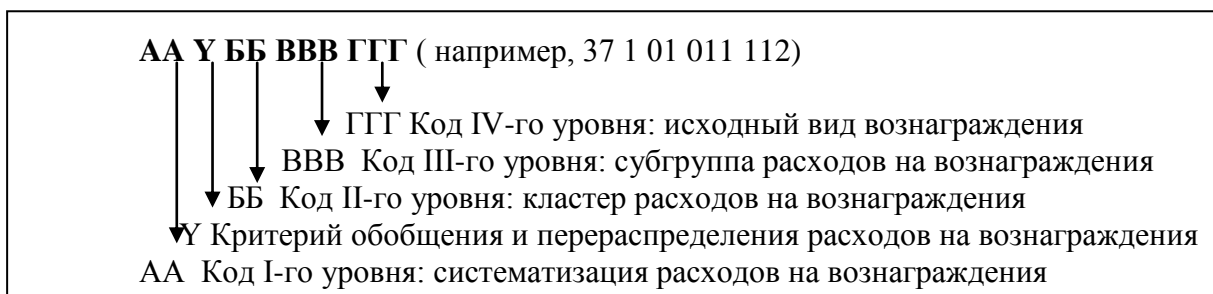 АА Y ББ ВВВ ГГГ ( например, 37 1 01 011 112)
ГГГ Код IV-го уровня: исходный вид вознаграждения
ВВВ Код III-го уровня: субгруппа расходов на вознаграждения
ББ Код II-го уровня: кластер расходов на вознаграждения
Y Критерий обобщения и перераспределения расходов на вознаграждения
АА Код I-го уровня: систематизация расходов на вознаграждения